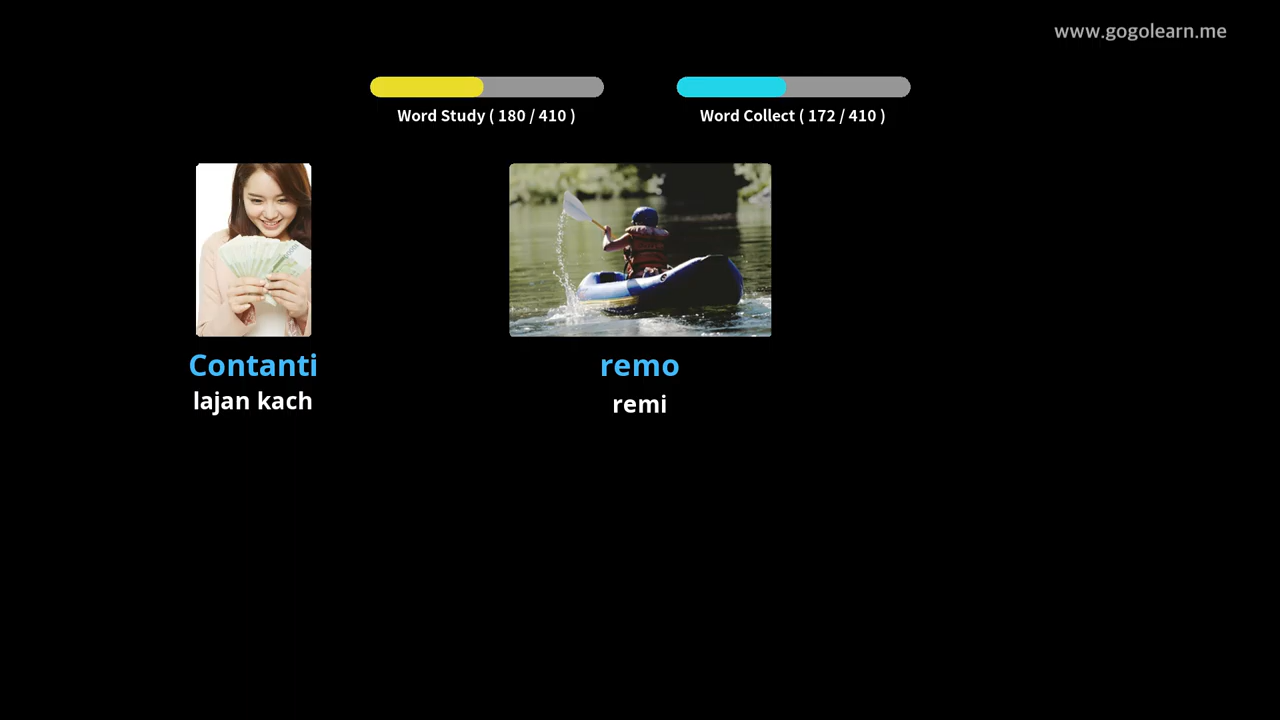 www.gogolearn.me
Word Study ( 180 / 410 )
Word Collect ( 172 / 410 )
Contanti
lajan kach
remo
remi